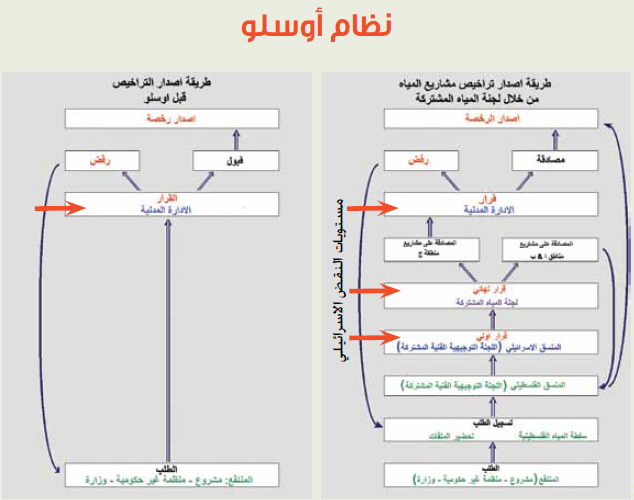 نظام أوسلو
طريقة اصدار تراخيص مشاريع المياه
من خلال لجنة المياه المشتركة
اصدار الرخصة
رفض
مصادقة
قرار
الادارة المدنية
المصادقة على مشاريع
منطقة ج
المصادقة على مشاريع
مناطق ا & ب
قرار نهائي
لجنة المياه المشتركة
قرار اولي
المنسق الاسرائيلي (اللجنة التوجيهية الفنية المشتركة)
المنسق الفلسطيني (اللجنة التوجيهية الفنية المشتركة)
تسجيل الطلب
سلطة المياه الفلسطينية
تحضير الملفات
الطلب
المنتفع(مشروع - منظمة غير حكومية - وزارة)
مستويات النقض الاسرائيلي
طريقة اصدار التراخيص
قبل اوسلو
اصدار رخصة
رفض
قبول
القرار
الادارة المدنية
الطلب
المنتفع: مشروع - منظمة غير حكومية - وزارة